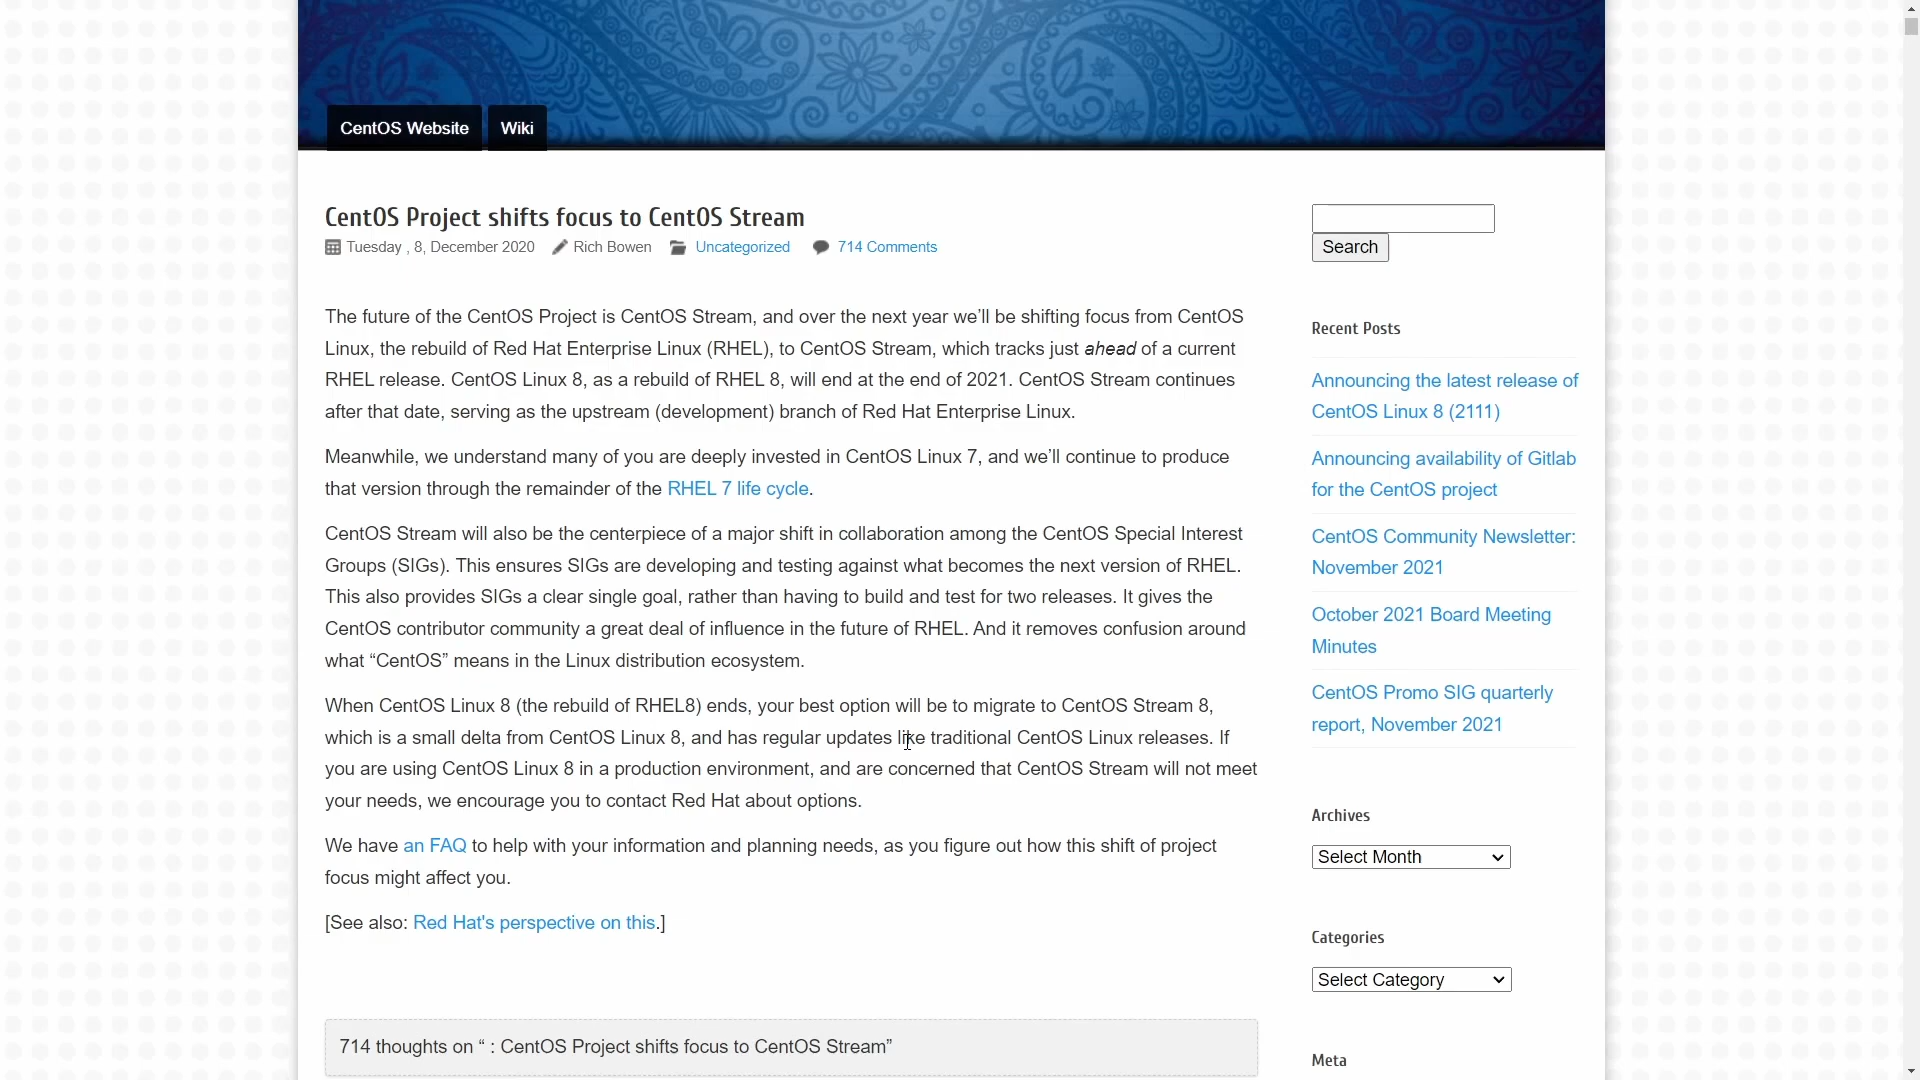 CentOS Website Wiki
CentOS Project shifts focus to CentOS Stream
Tuesday , 8, December 2020 Rich Bowen Uncategorized 714 Comments
The future of the CentOS Project is CentOS Stream, and over the next year we’ll be shifting focus from CentOS
Linux, the rebuild of Red Hat Enterprise Linux (RHEL), to CentOS Stream, which tracks just ahead of a current
RHEL release. CentOS Linux 8, as a rebuild of RHEL 8, will end at the end of 2021. CentOS Stream continues
after that date, serving as the upstream (development) branch of Red Hat Enterprise Linux.
Meanwhile, we understand many of you are deeply invested in CentOS Linux 7, and we’ll continue to produce
that version through the remainder of the RHEL 7 life cycle.
CentOS Stream will also be the centerpiece of a major shift in collaboration among the CentOS Special Interest
Groups (SIGs). This ensures SIGs are developing and testing against what becomes the next version of RHEL.
This also provides SIGs a clear single goal, rather than having to build and test for two releases. It gives the
CentOS contributor community a great deal of influence in the future of RHEL. And it removes confusion around
what “CentOS” means in the Linux distribution ecosystem.
When CentOS Linux 8 (the rebuild of RHEL8) ends, your best option will be to migrate to CentOS Stream 8,
which is a small delta from CentOS Linux 8, and has regular updates like traditional CentOS Linux releases. If
you are using CentOS Linux 8 in a production environment, and are concerned that CentOS Stream will not meet
your needs, we encourage you to contact Red Hat about options.
We have an FAQ to help with your information and planning needs, as you figure out how this shift of project
focus might affect you.
[See also: Red Hat's perspective on this.]
714 thoughts on “ : CentOS Project shifts focus to CentOS Stream”
Search
Recent Posts
Announcing the latest release of
CentOS Linux 8 (2111)
Announcing availability of Gitlab
for the CentOS project
CentOS Community Newsletter:
November 2021
October 2021 Board Meeting
Minutes
CentOS Promo SIG quarterly
report, November 2021
Archives
Select Month
Categories
Select Category
Meta